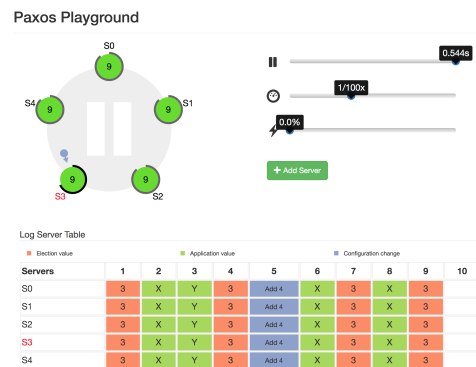 Paxos Playground
S0
0.544s
9
S4
9
9
S1
1/100x
0.0%
9
9
S3
S2
+ Add Server
Log Server Table
Election value Application value Configuration change
Servers 1 2 3 4 5 6 7 8 9 10
S0 3 X Y 3 Add 4 X 3 X 3
S1 3 X Y 3 Add 4 X 3 X 3
S2 3 X Y 3 Add 4 X 3 X 3
S3 3 X Y 3 Add 4 X 3 X 3
S4 3 X Y 3 Add 4 X 3 X 3